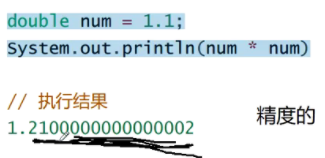 double num = 1.1;
System.out.println(num * num)
// 执行结果
1.2100000000000002
精度的